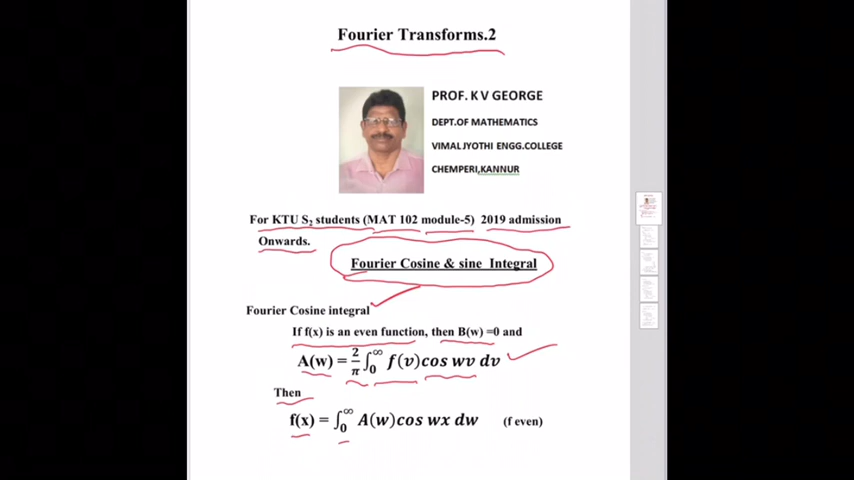 Fourier Transforms.2
PROF. K V GEORGE
DEPT.OF MATHEMATICS
VIMAL JYOTHI ENGG.COLLEGE
CHEMPERI,KANNUR
For KTU S₂ students (MAT 102 module-5) 2019 admission
Onwards.
Fourier Cosine & sine Integral
Fourier Cosine integral
If f(x) is an even function, then B(w) =0 and
A(w) = 2/π ∫₀^∞ f(v)cos wv dv
Then
f(x) = ∫₀^∞ A(w)cos wx dw (f even)